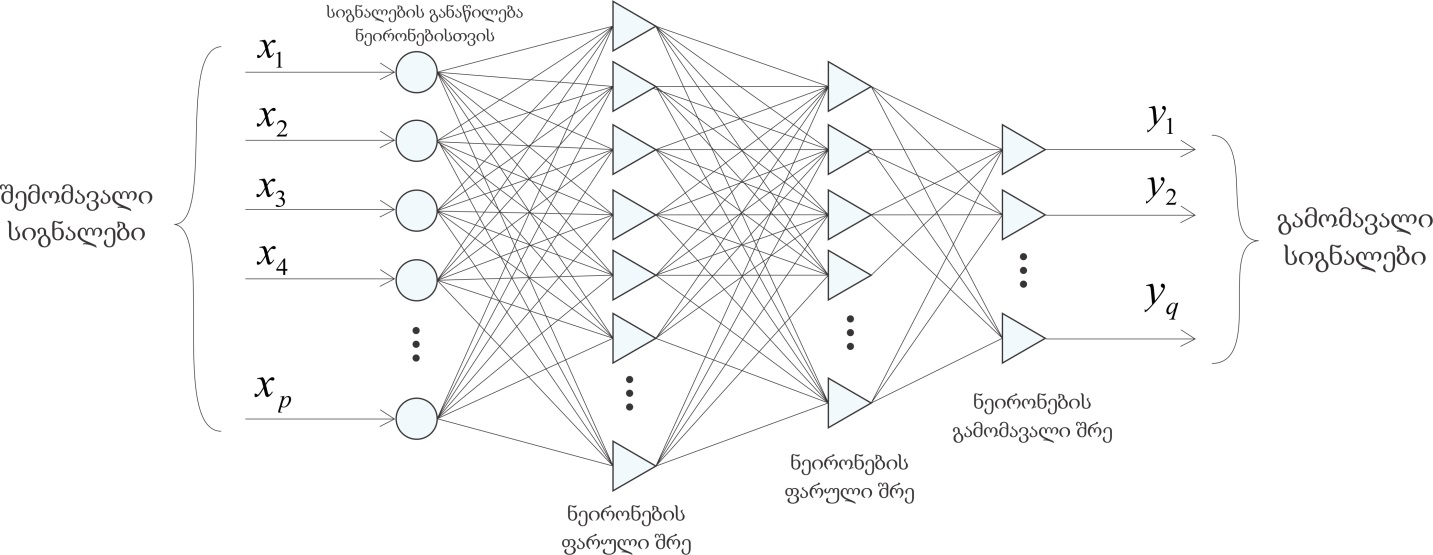 სიგნალების განაწილება
ნეირონებისთვის
x1
x2
x3
x4
xp
შემომავალი
სიგნალები
y1
y2
yq
გამომავალი
სიგნალები
ნეირონების
გამომავალი შრე
ნეირონების
ფარული შრე
ნეირონების
ფარული შრე